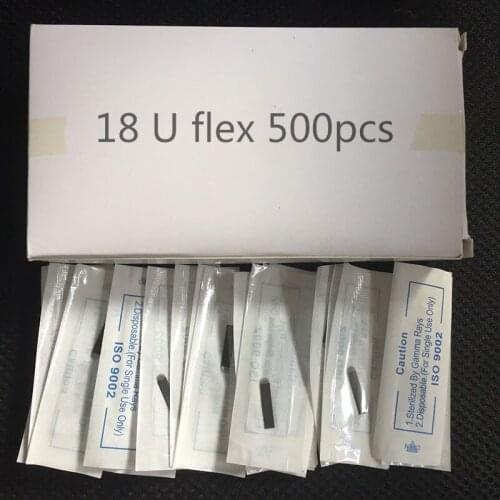 18 U flex 500pcs
2.Disposable.(For Single Use Only)
ISO 9002
Caution
1.Sterilized By Gamma Rays
2.Disposable.(For Single Use Only)
ISO 9002